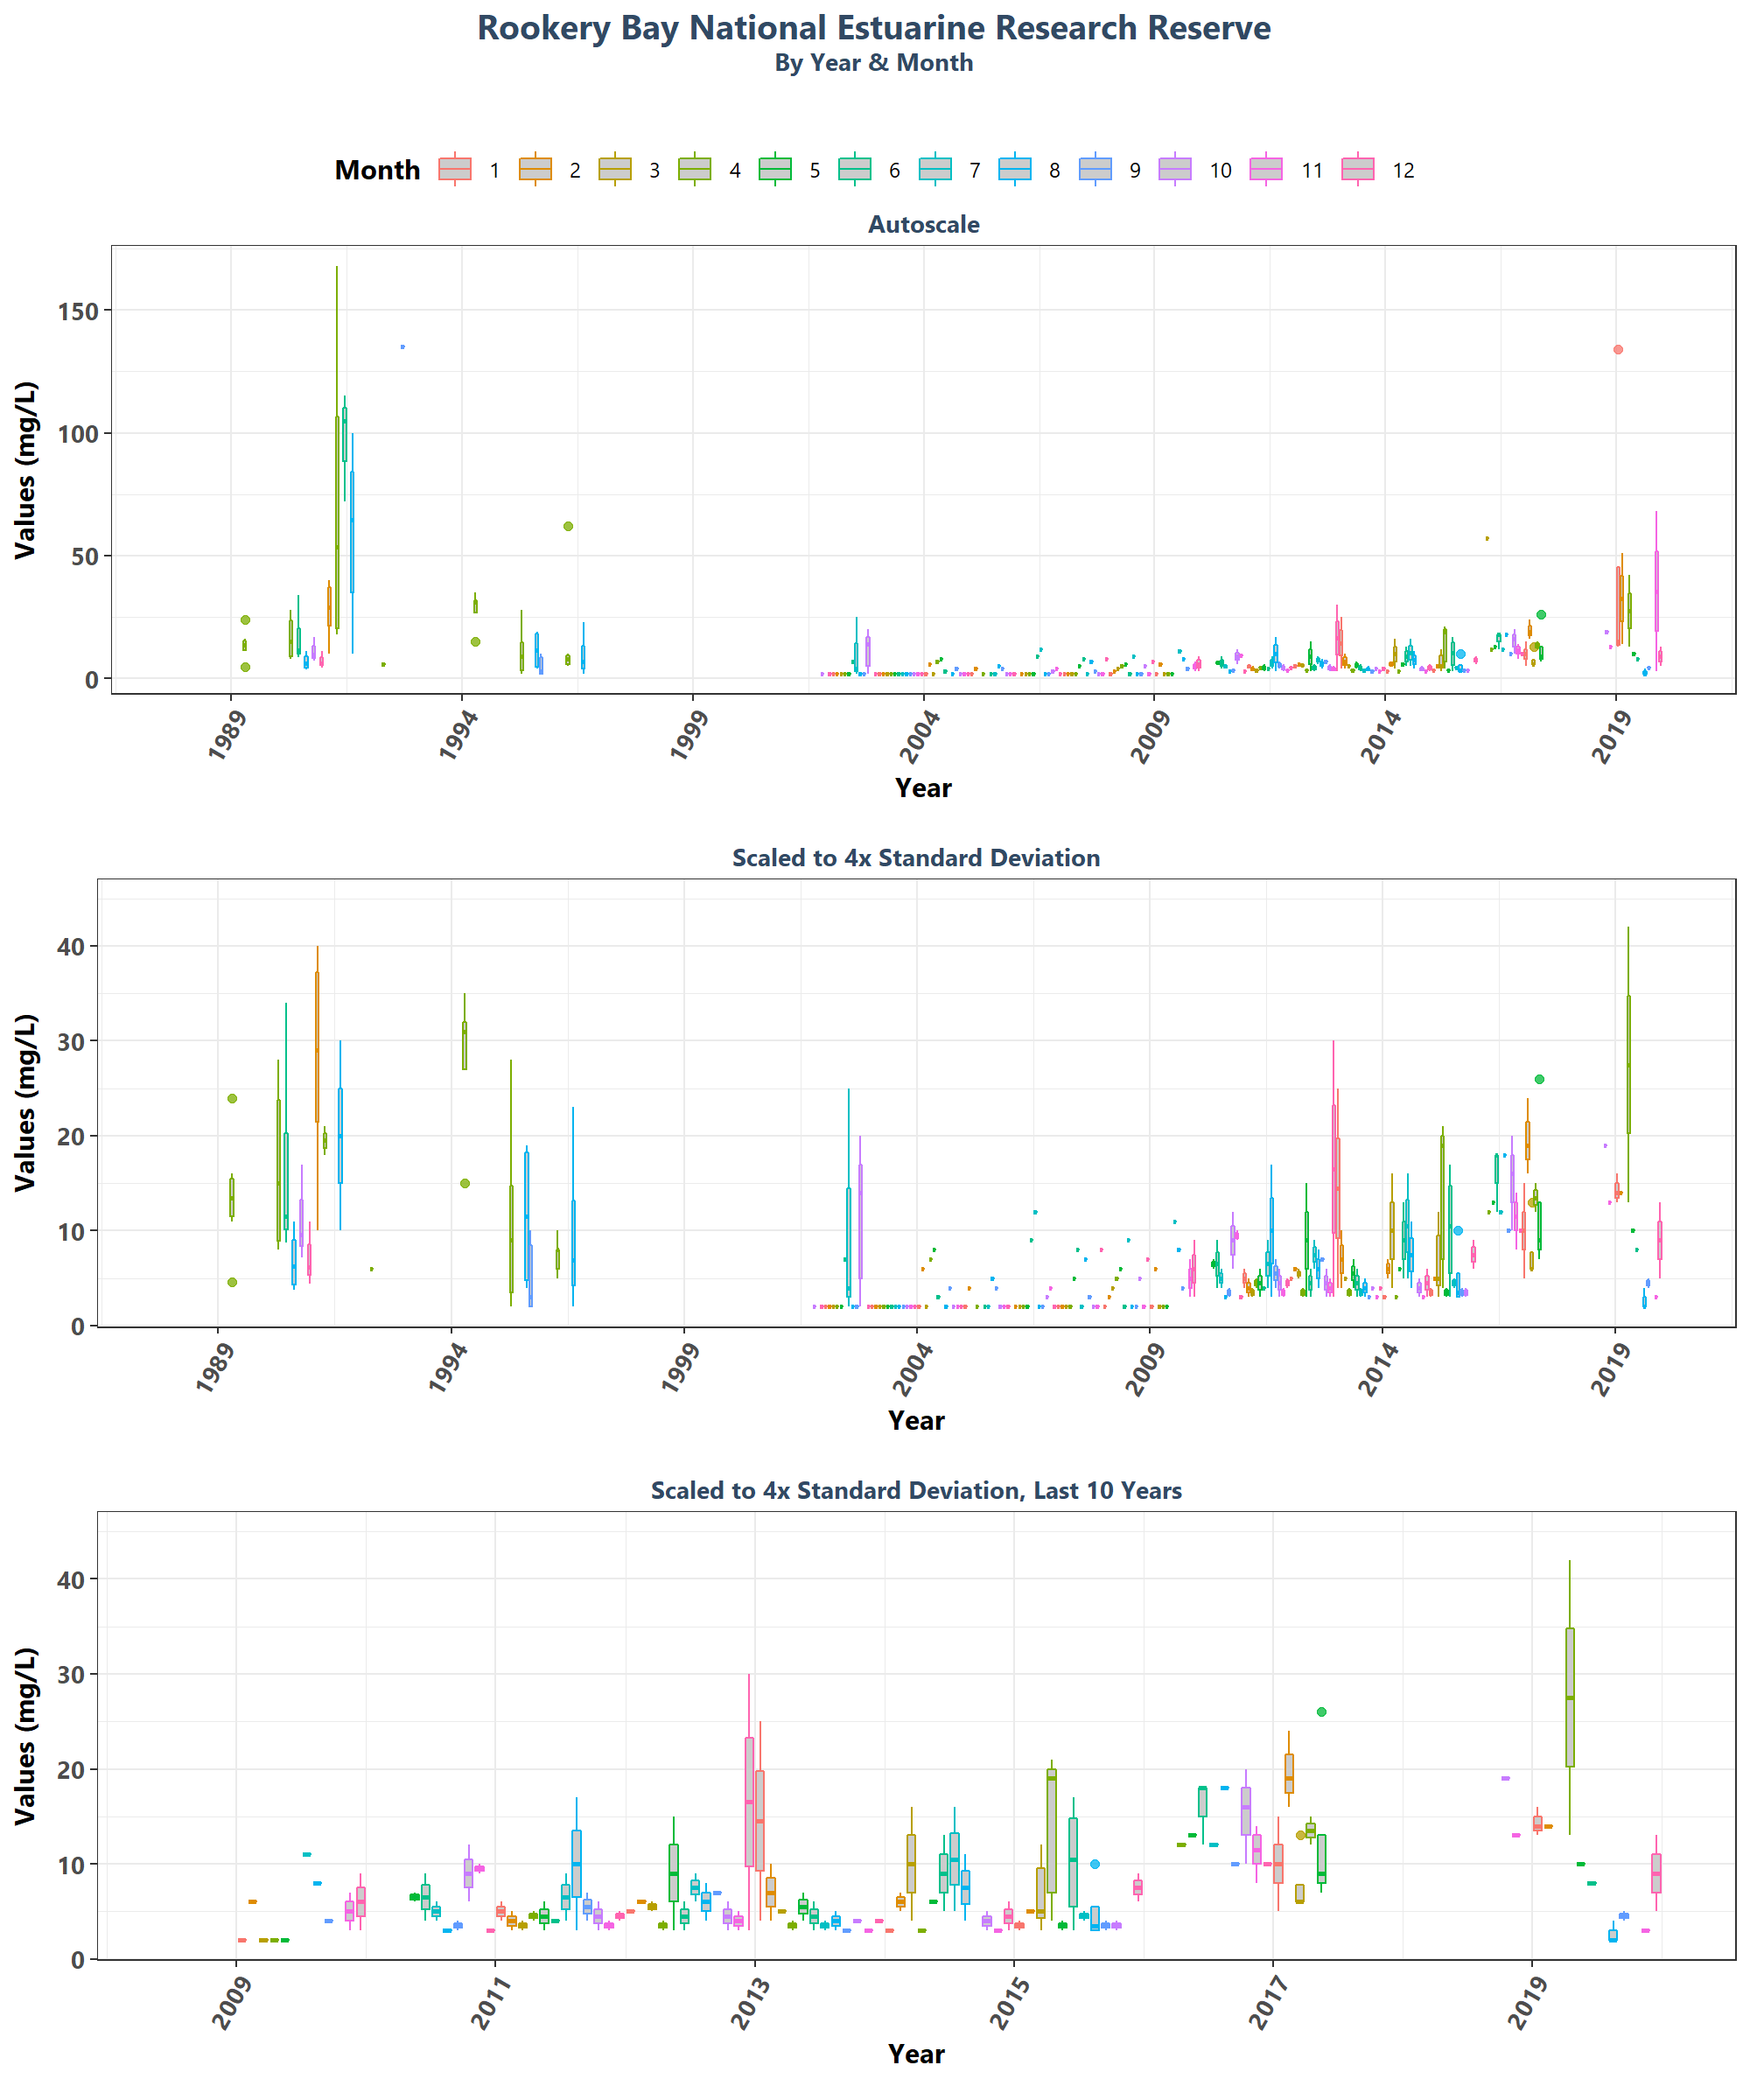 Rookery Bay National Estuarine Research Reserve
By Year & Month
Month 1 2 3 4 5 6 7 8 9 10 11 12
Autoscale
Values (mg/L)
150
100
50
0
1989 1994 1999 2004 2009 2014 2019
Year
Scaled to 4x Standard Deviation
Values (mg/L)
40
30
20
10
0
1989 1994 1999 2004 2009 2014 2019
Year
Scaled to 4x Standard Deviation, Last 10 Years
Values (mg/L)
40
30
20
10
0
2009 2011 2013 2015 2017 2019
Year